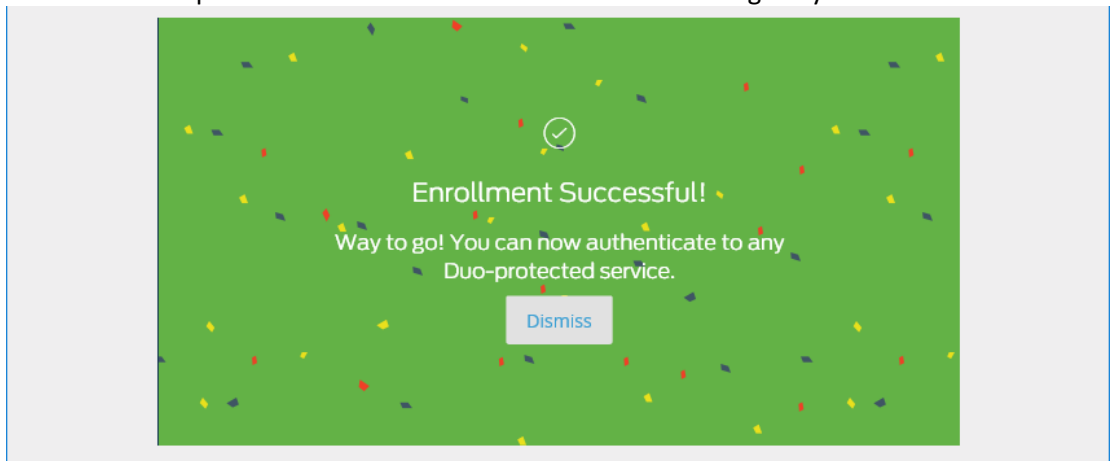 Enrollment Successful!
Way to go! You can now authenticate to any
Duo-protected service.
Dismiss